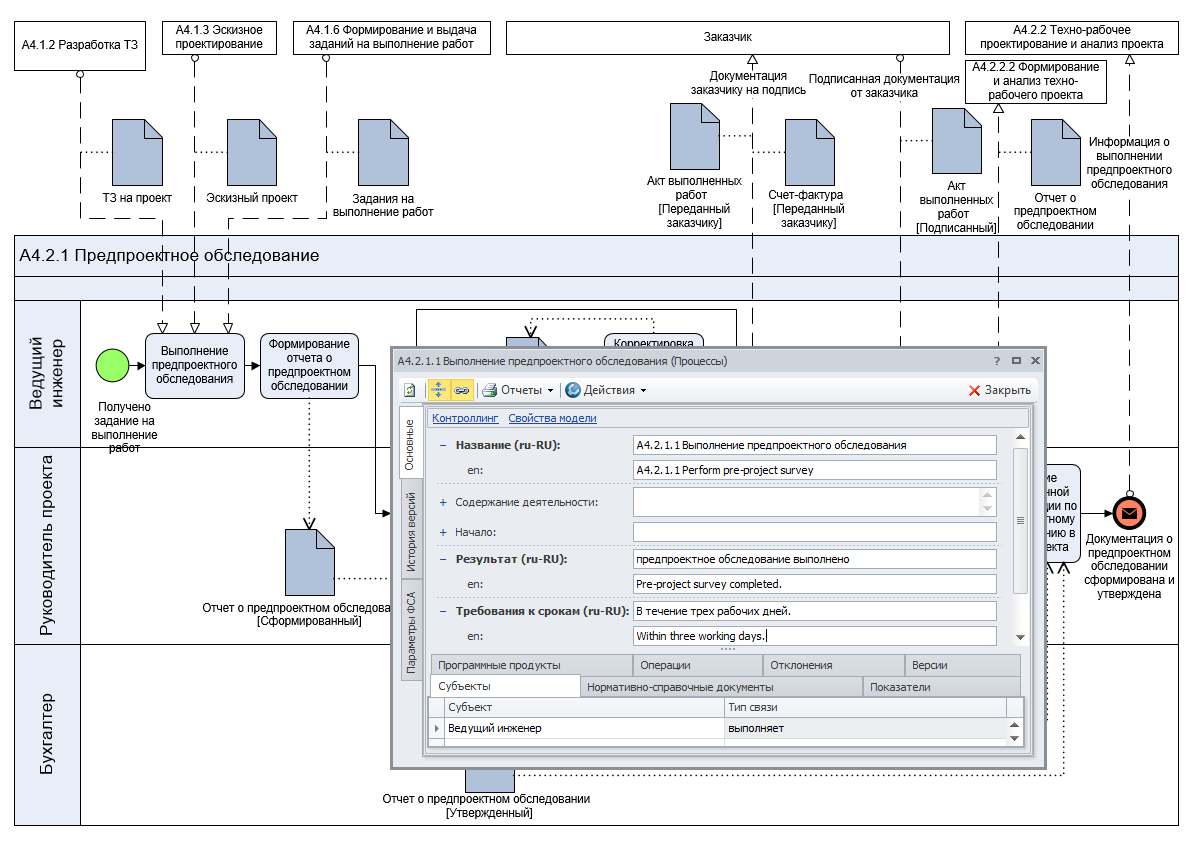 А4.1.2 Разработка ТЗ
А4.1.3 Эскизное
проектирование
А4.1.6 Формирование и выдача
заданий на выполнение работ
Заказчик
А4.2.2 Техно-рабочее
проектирование и анализ проекта
А4.2.2.2 Формирование
и анализ техно-
рабочего проекта
Документация
заказчику на подпись
Подписанная документация
от заказчика
Информация о
выполнении
предпроектного
обследования
ТЗ на проект
Эскизный проект
Задания на
выполнение работ
Акт выполненных
работ
[Переданный
заказчику]
Счет-фактура
[Переданный
заказчику]
Акт
выполненных
работ
[Подписанный]
Отчет о
предпроектном
обследовании
А4.2.1 Предпроектное обследование
Ведущий
инженер
Получено
задание на
выполнение
работ
Выполнение
предпроектного
обследования
Формирование
отчета о
предпроектном
обследовании
Корректировка
Руководитель проекта
Отчет о предпроектном обследова
[Сформированный]
Документация о
предпроектном
обследовании
сформирована и
утверждена
Бухгалтер
Отчет о предпроектном обследовании
[Утвержденный]
А4.2.1.1 Выполнение предпроектного обследования (Процессы)
?
Отчеты
Действия
Закрыть
Основные
История версий
Параметры ФСА
Контроллинг
Свойства модели
Название (ru-RU):
А4.2.1.1 Выполнение предпроектного обследования
en:
A4.2.1.1 Perform pre-project survey
Содержание деятельности:
Начало:
Результат (ru-RU):
предпроектное обследование выполнено
en:
Pre-project survey completed.
Требования к срокам (ru-RU):
В течение трех рабочих дней.
en:
Within three working days.
Программные продукты
Операции
Отклонения
Версии
Субъекты
Нормативно-справочные документы
Показатели
Субъект
Тип связи
Ведущий инженер
выполняет